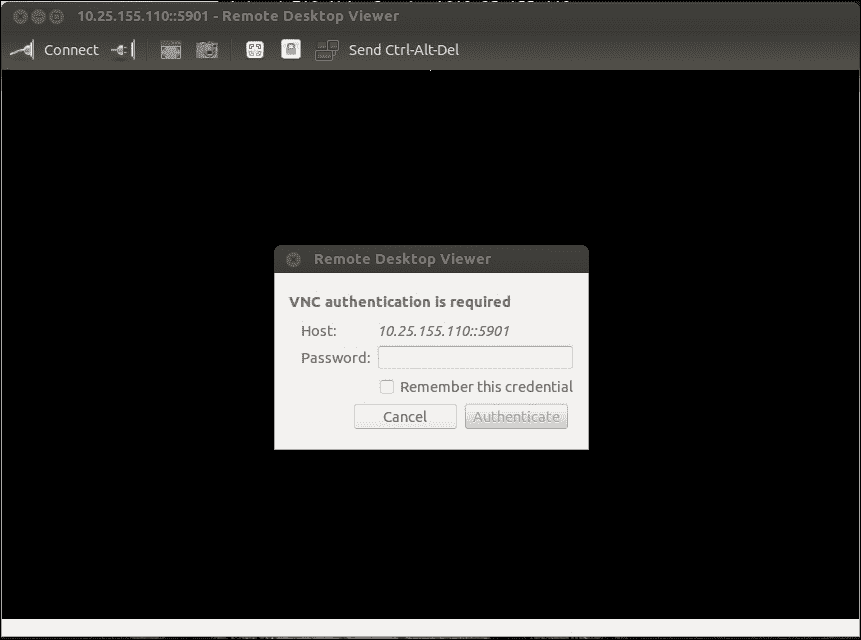 10.25.155.110::5901 - Remote Desktop Viewer
Connect Send Ctrl-Alt-Del
Remote Desktop Viewer
VNC authentication is required
Host: 10.25.155.110::5901
Password:
Remember this credential
Cancel Authenticate